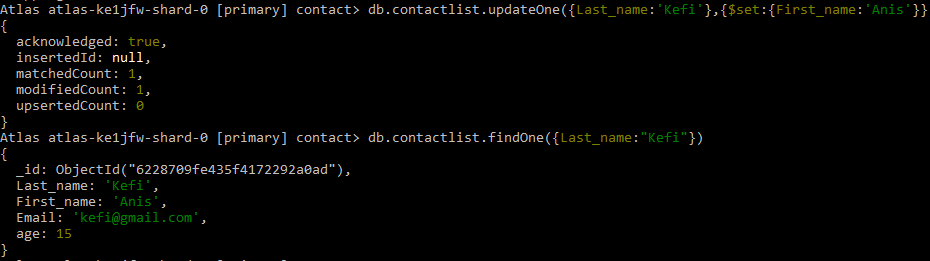 Atlas atlas-ke1jfw-shard-0 [primary] contact> db.contactlist.updateOne({Last_name:'Kefi'},{$set:{First_name:'Anis'}}
{
  acknowledged: true,
  insertedId: null,
  matchedCount: 1,
  modifiedCount: 1,
  upsertedCount: 0
}
Atlas atlas-ke1jfw-shard-0 [primary] contact> db.contactlist.findOne({Last_name:"Kefi"})
{
  _id: ObjectId("6228709fe435f4172292a0ad"),
  Last_name: 'Kefi',
  First_name: 'Anis',
  Email: 'kefi@gmail.com',
  age: 15
}